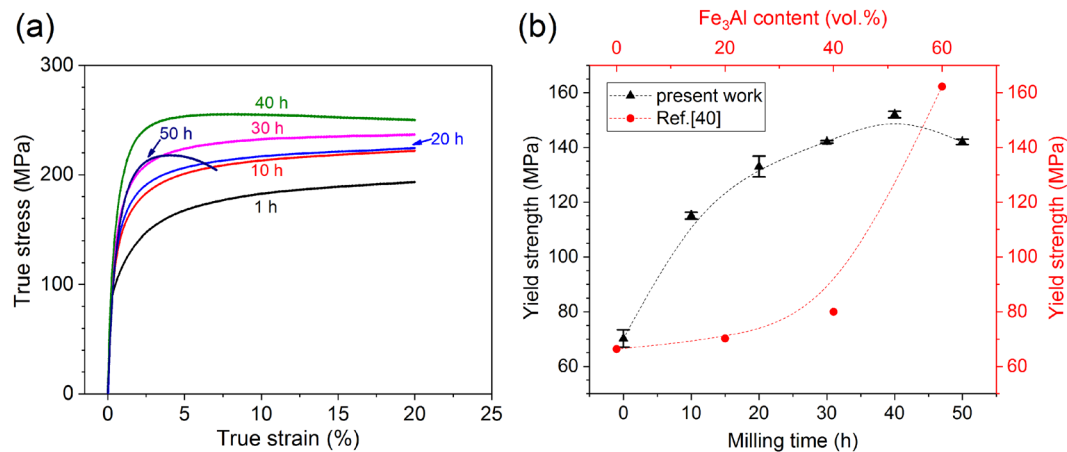 (a)
300
200
100
0
True stress (MPa)
40 h
50 h
30 h
20 h
10 h
1 h
0 5 10 15 20 25
True strain (%)
(b)
Fe₃Al content (vol.%)
0 20 40 60
160
140
120
100
80
60
Yield strength (MPa)
present work
Ref.[40]
160
140
120
100
80
60
Yield strength (MPa)
0 10 20 30 40 50
Milling time (h)